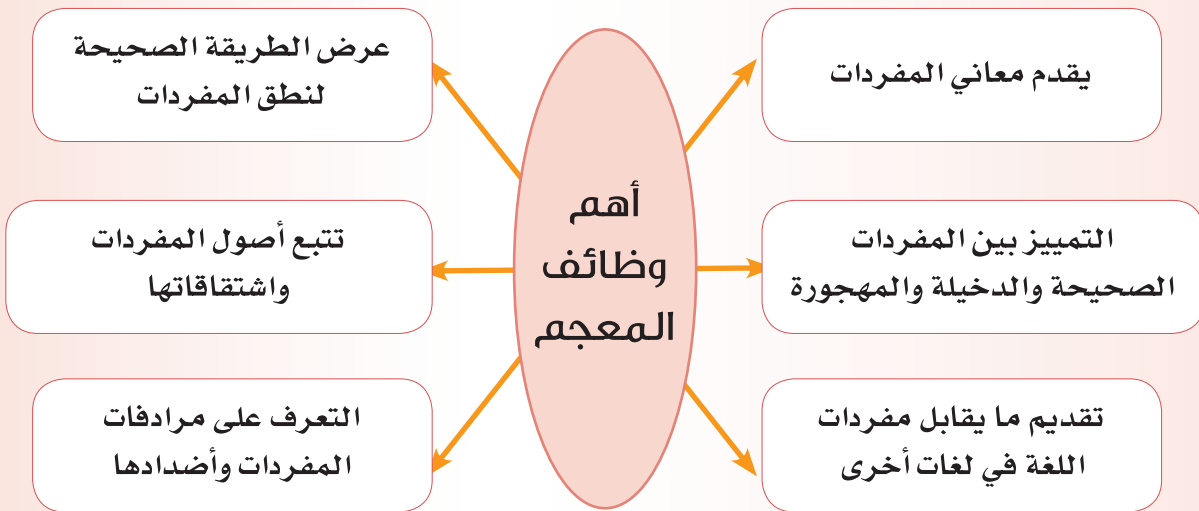 أهم
وظائف
المعجم
يقدم معاني المفردات
التمييز بين المفردات
الصحيحة والدخيلة والمهجورة
تقديم ما يقابل مفردات
اللغة في لغات أخرى
عرض الطريقة الصحيحة
لنطق المفردات
تتبع أصول المفردات
واشتقاقاتها
التعرف على مرادفات
المفردات وأضدادها